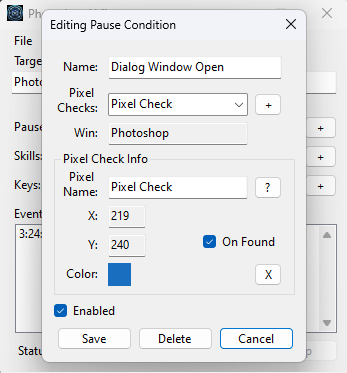 Editing Pause Condition
File
Targe
Photo
Name: Dialog Window Open
Pixel Checks: Pixel Check +
Win: Photoshop
Pause
Skills:
Keys:
Event
3:24:
Statu
+
+
+
Pixel Check Info
Pixel Name: Pixel Check ?
X: 219
Y: 240
On Found
Color: X
Enabled
Save Delete Cancel